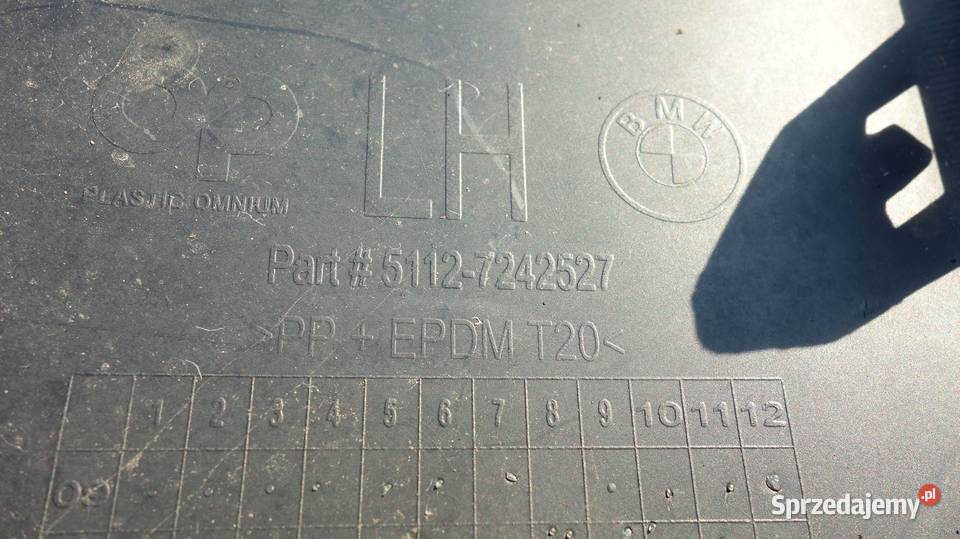 OP
LH
BMW
PLASTIC OMNIUM
Part # 5112-7242527
>PP + EPDM T20<
1 2 3 4 5 6 7 8 9 10 11 12
Sprzedajemy.pl